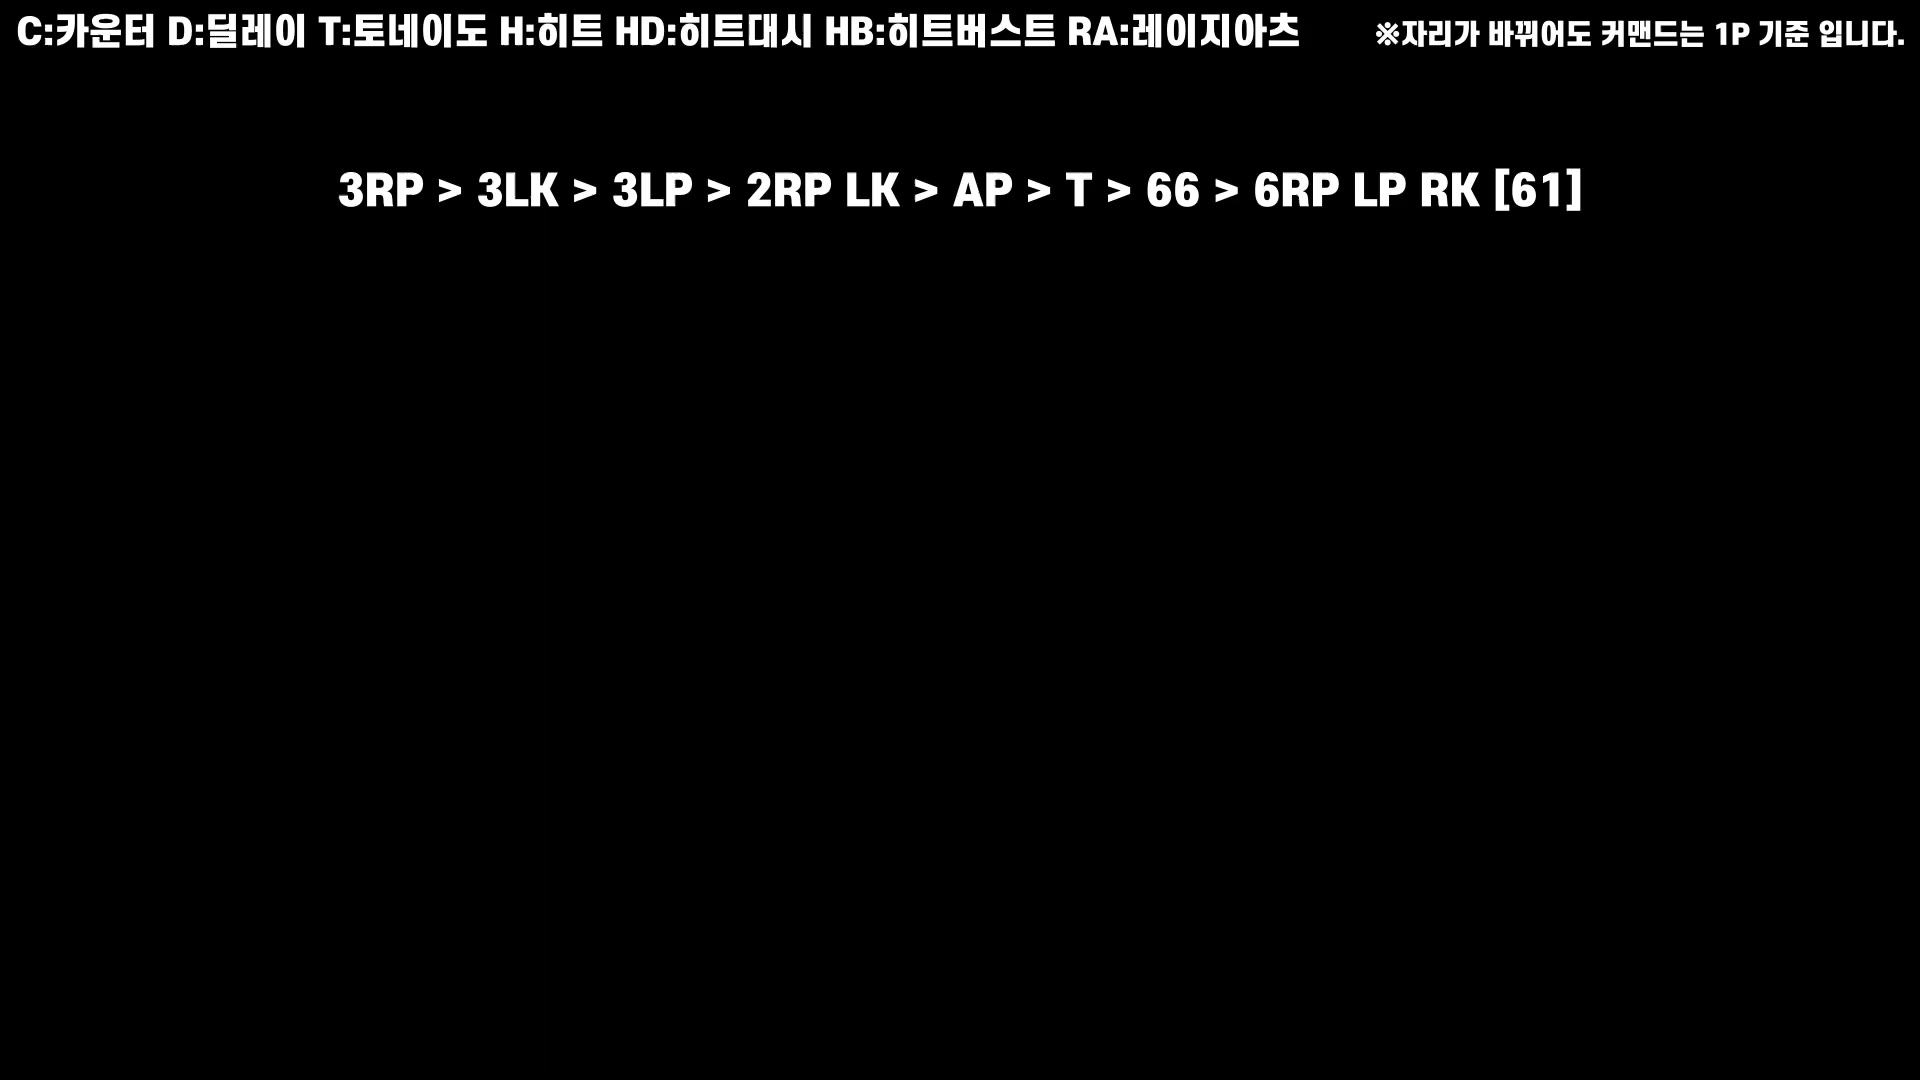 C:카운터 D:딜레이 T:토네이도 H:히트 HD:히트대시 HB:히트버스트 RA:레이지아츠
※자리가 바뀌어도 커맨드는 1P 기준 입니다.
3RP > 3LK > 3LP > 2RP LK > AP > T > 66 > 6RP LP RK [61]